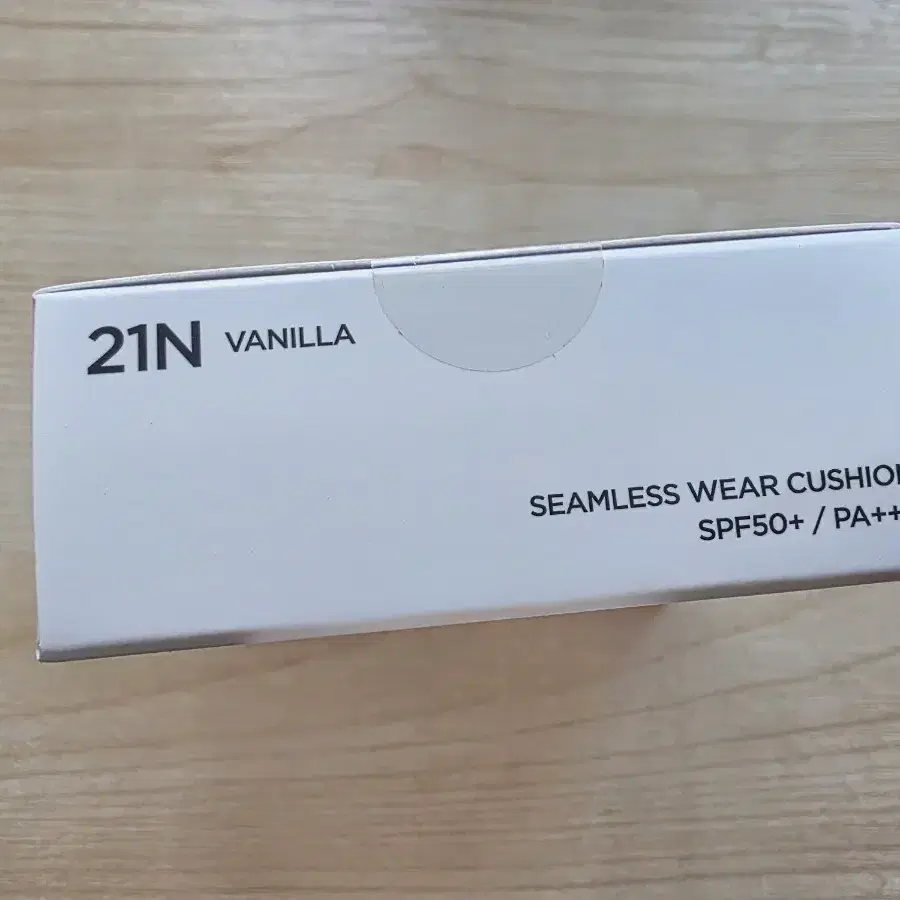 21N VANILLA
SEAMLESS WEAR CUSHION
SPF50+ / PA++